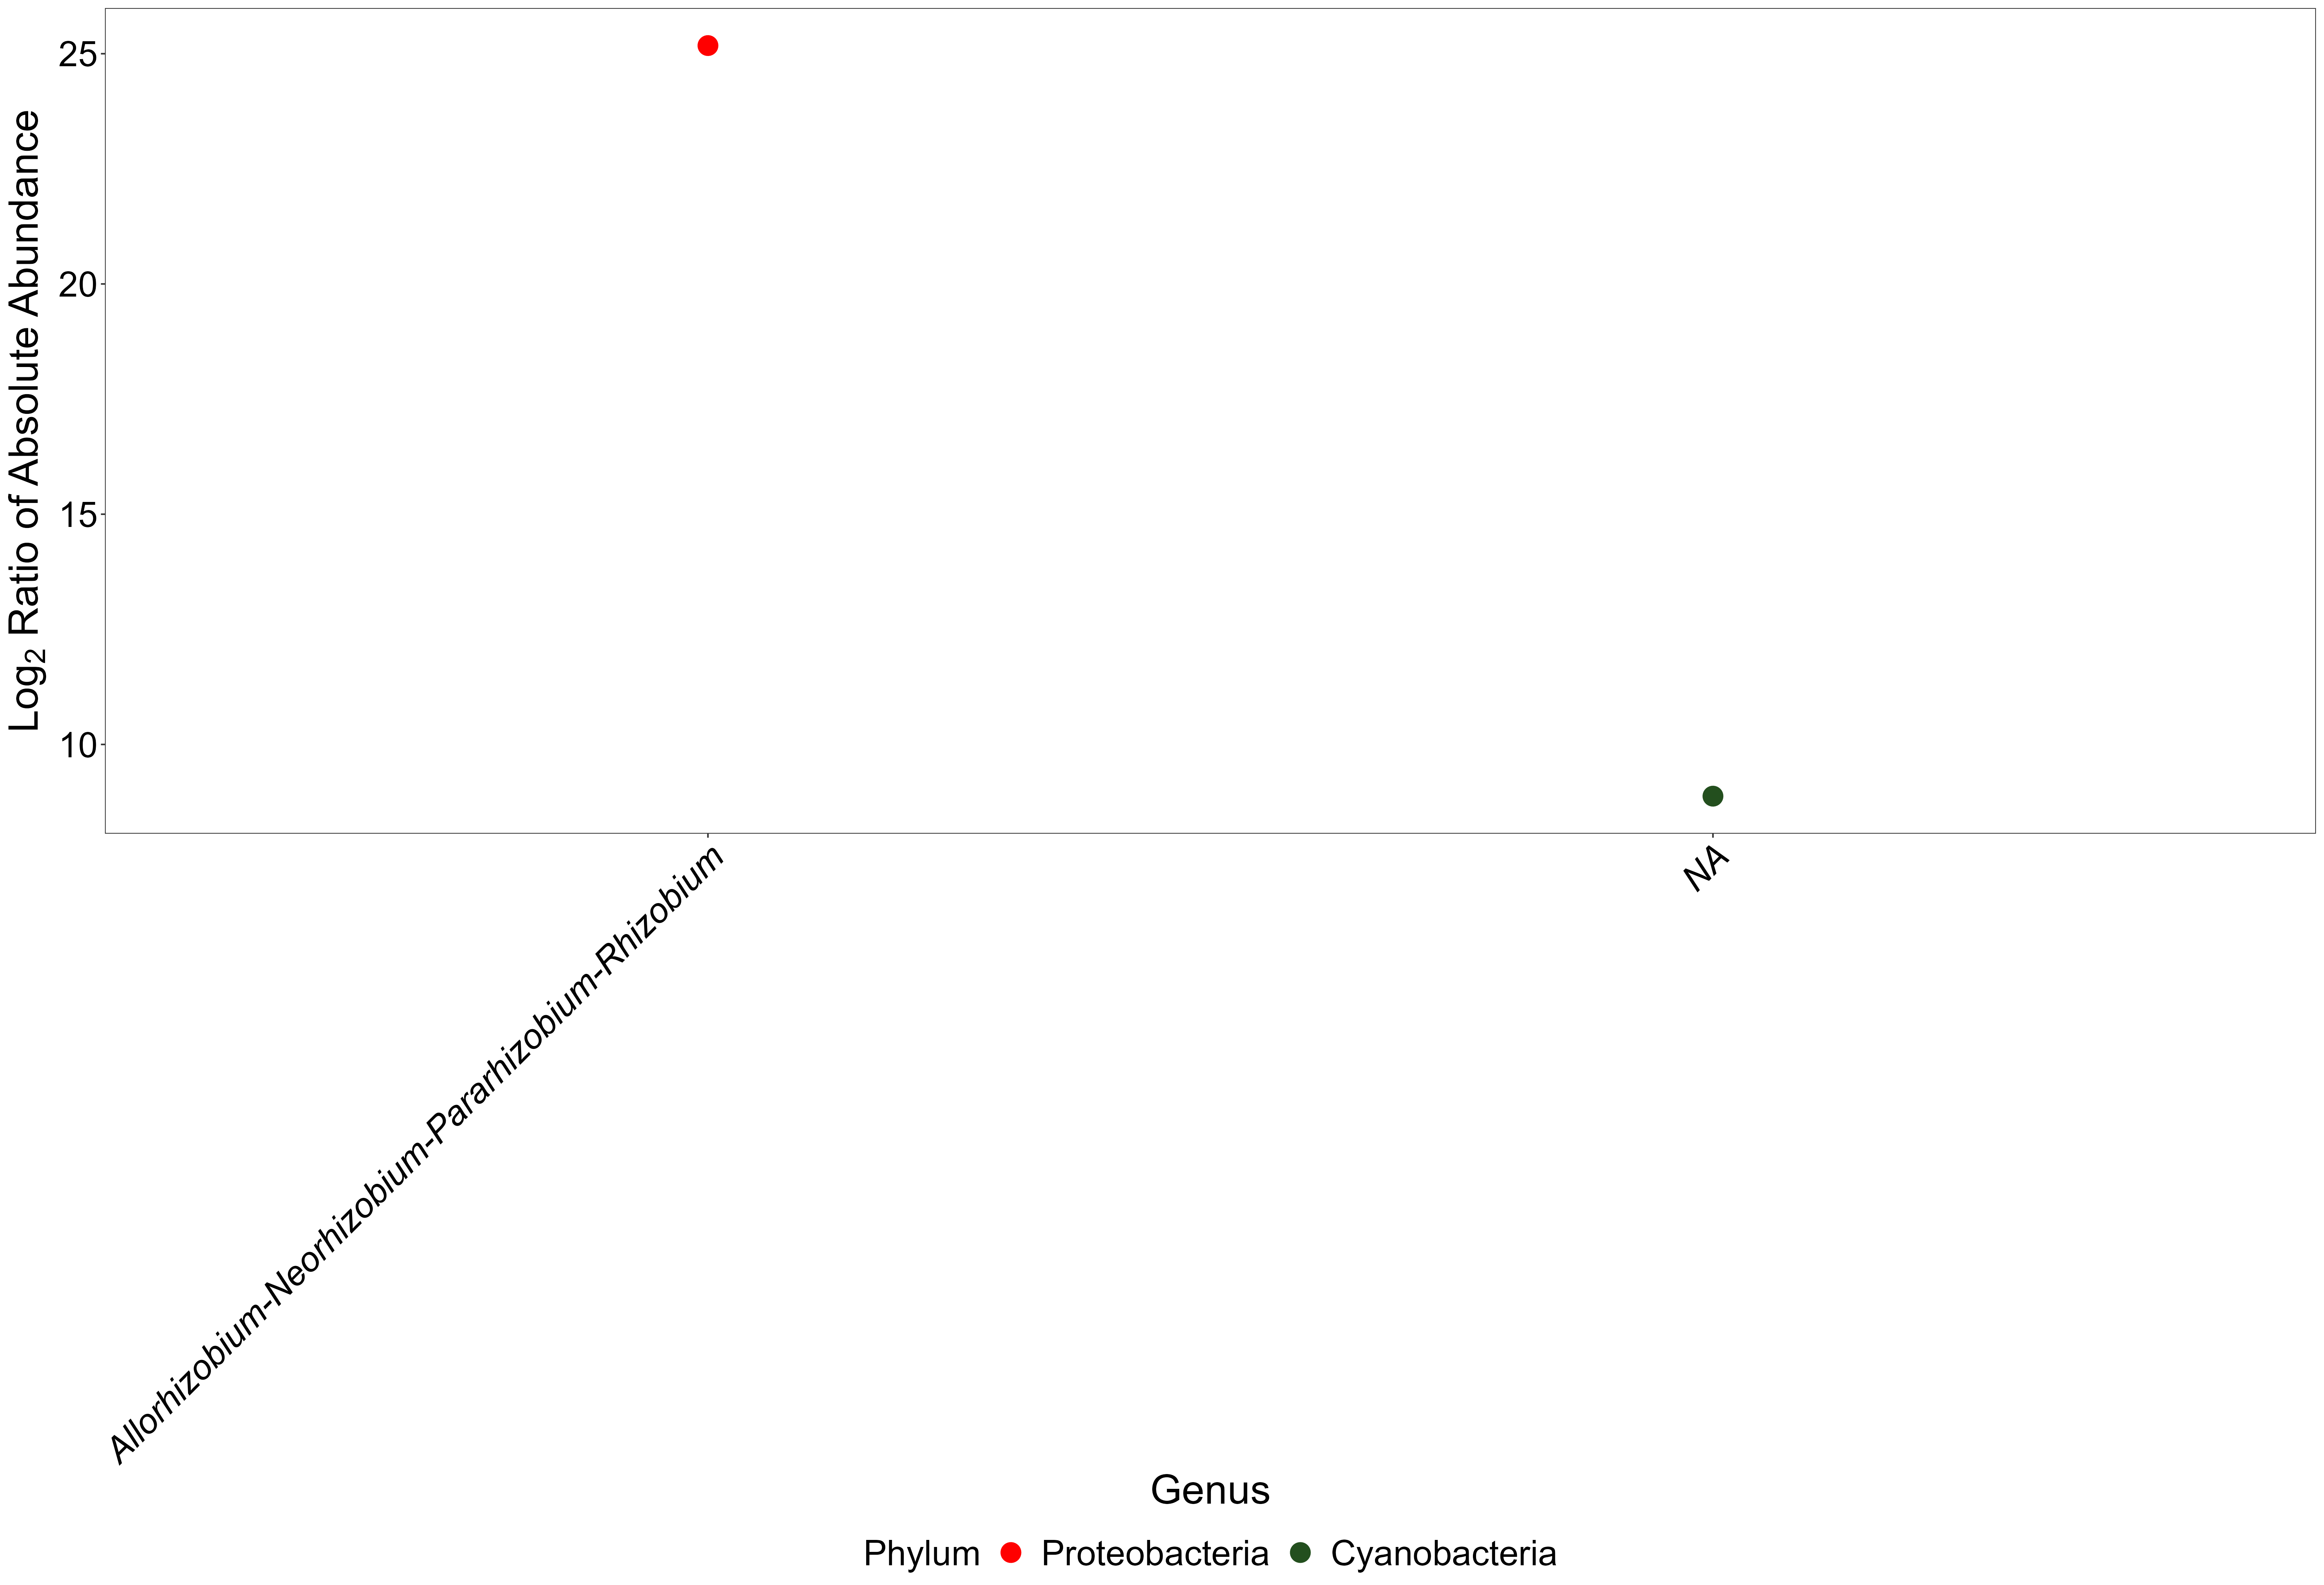 Log2 Ratio of Absolute Abundance
25
20
15
10
Allorhizobium-Neorhizobium-Pararhizobium-Rhizobium
NA
Genus
Phylum Proteobacteria Cyanobacteria